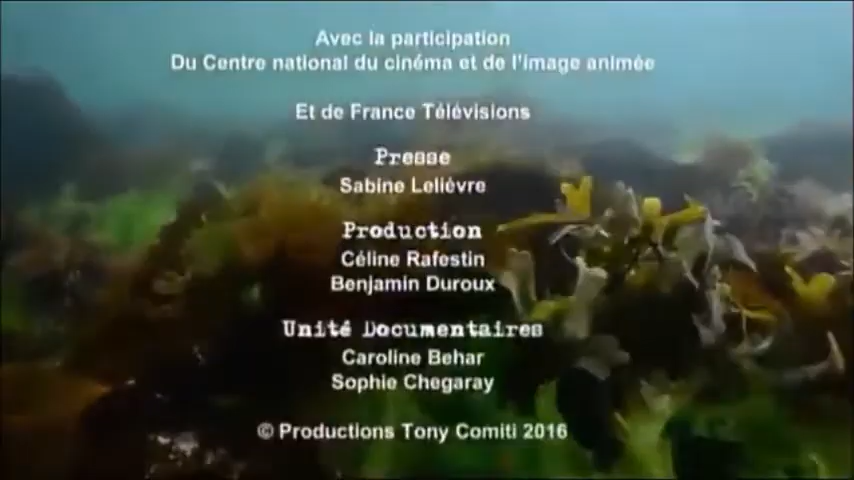 Avec la participation
Du Centre national du cinéma et de l'image animée
Et de France Télévisions
Presse
Sabine Lelièvre
Production
Céline Rafestin
Benjamin Duroux
Unité Documentaires
Caroline Behar
Sophie Chegaray
© Productions Tony Comiti 2016